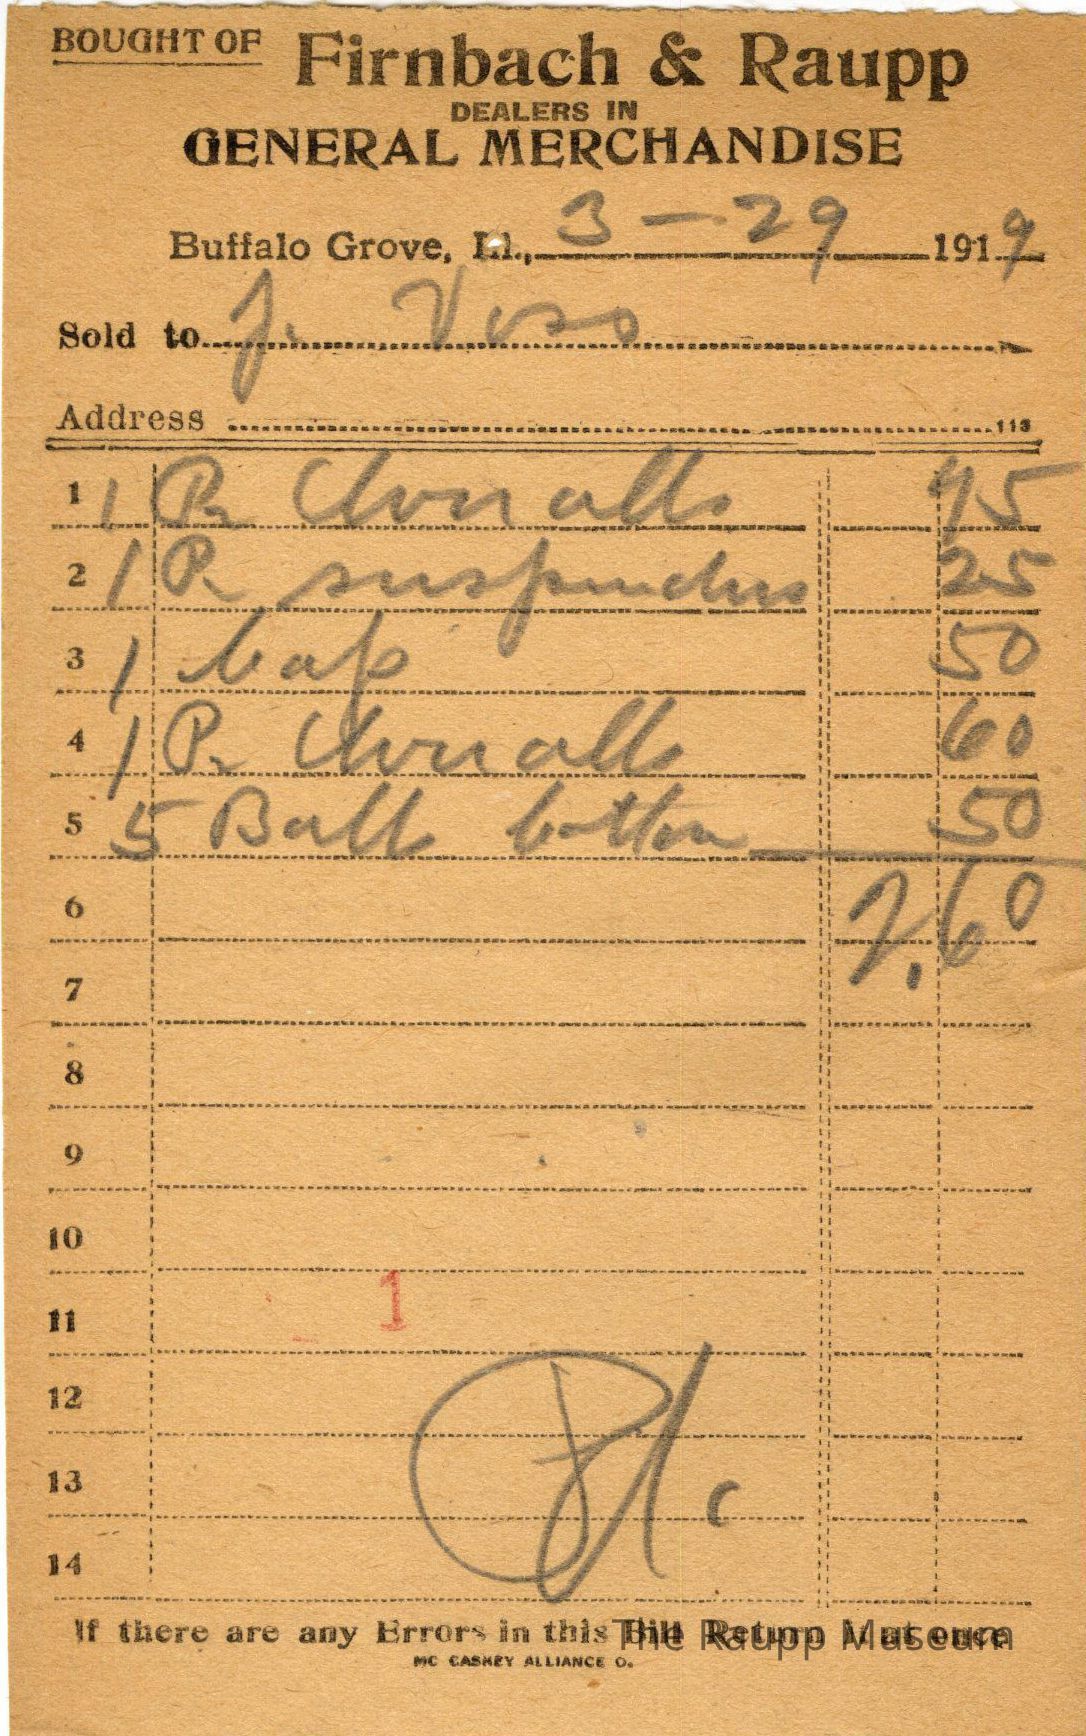 BOUGHT OF Firnbach & Raupp
DEALERS IN
GENERAL MERCHANDISE
Buffalo Grove, Ill., 3-29 1919
Sold to J. Voss
Address 113
1 1 Pr Overalls 75
2 1 Pr suspenders 25
3 1 Cap 50
4 1 Pr Overalls 60
5 5 Balls Cotton 50
6 2.60
7
8
9
10
11 1
12
13
14
If there are any Errors in this Bill Return it at once
The Raupp Museum
MC CASKEY ALLIANCE O.